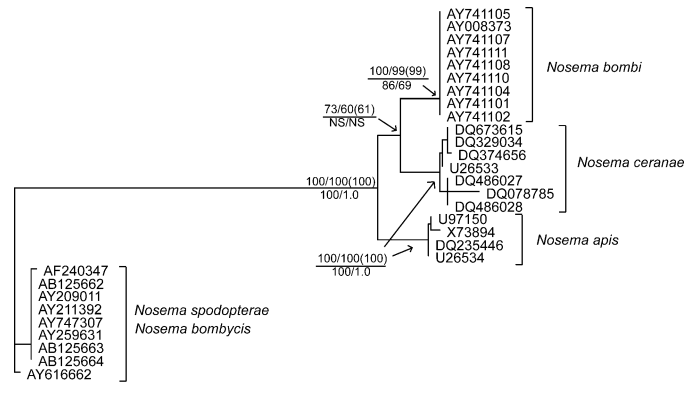 AY741105
AY008373
AY741107
AY741111
AY741108
AY741110
AY741104
AY741101
AY741102
Nosema bombi
100/99(99)
86/69
73/60(61)
NS/NS
DQ673615
DQ329034
DQ374656
U26533
DQ486027
DQ078785
DQ486028
Nosema ceranae
100/100(100)
100/1.0
U97150
X73894
DQ235446
U26534
Nosema apis
100/100(100)
100/1.0
AF240347
AB125662
AY209011
AY211392
AY747307
AY259631
AB125663
AB125664
AY616662
Nosema spodopterae
Nosema bombycis